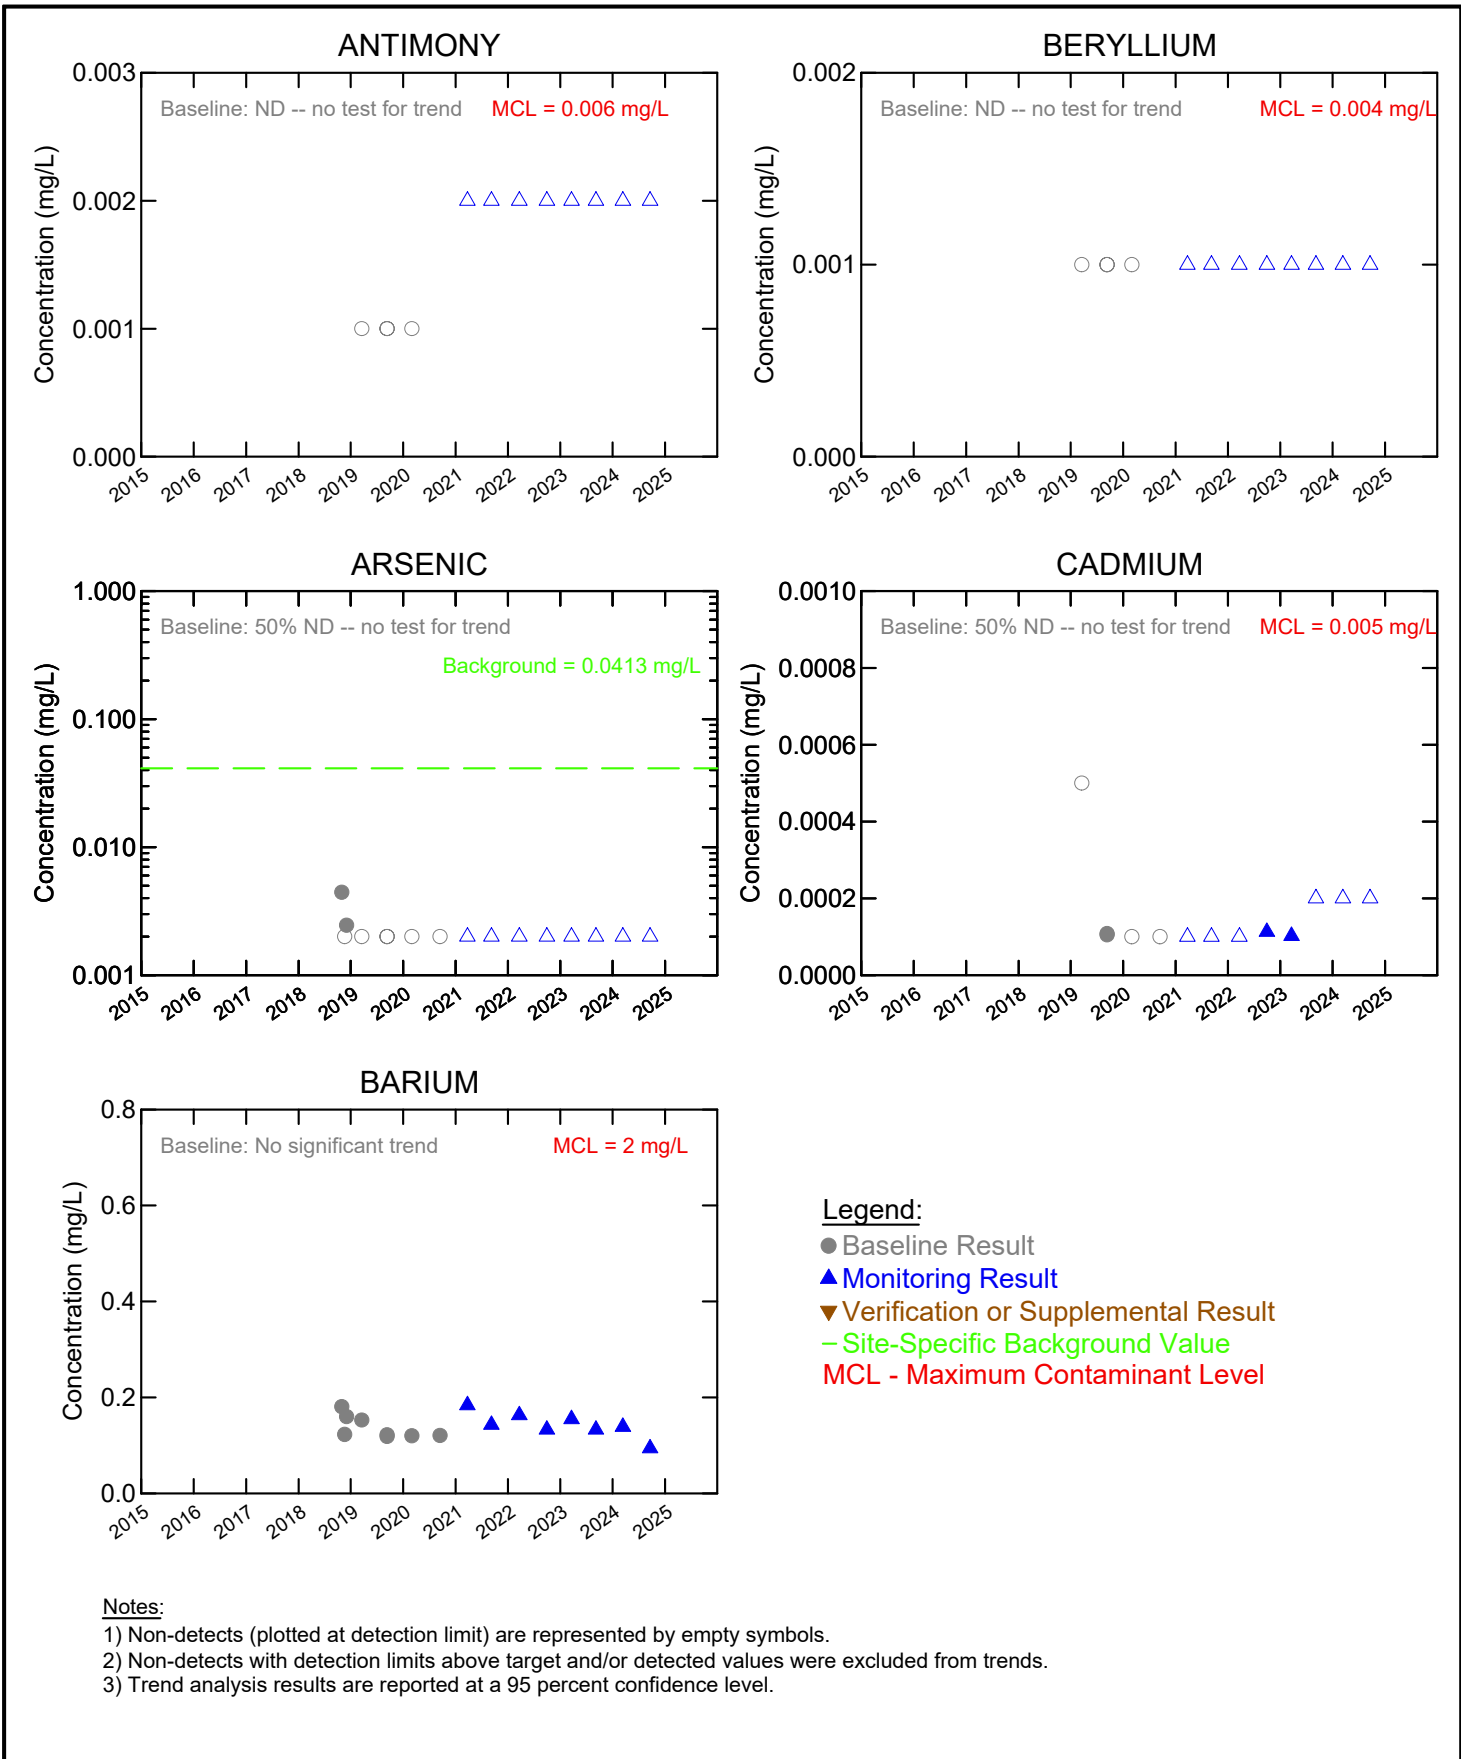 ANTIMONY
Concentration (mg/L)
0.003
0.002
0.001
0.000
Baseline: ND -- no test for trend MCL = 0.006 mg/L
2015 2016 2017 2018 2019 2020 2021 2022 2023 2024 2025
BERYLLIUM
Concentration (mg/L)
0.002
0.001
0.000
Baseline: ND -- no test for trend MCL = 0.004 mg/L
2015 2016 2017 2018 2019 2020 2021 2022 2023 2024 2025
ARSENIC
Concentration (mg/L)
1.000
0.100
0.010
0.001
Baseline: 50% ND -- no test for trend
Background = 0.0413 mg/L
2015 2016 2017 2018 2019 2020 2021 2022 2023 2024 2025
CADMIUM
Concentration (mg/L)
0.0010
0.0008
0.0006
0.0004
0.0002
0.0000
Baseline: 50% ND -- no test for trend MCL = 0.005 mg/L
2015 2016 2017 2018 2019 2020 2021 2022 2023 2024 2025
BARIUM
Concentration (mg/L)
0.8
0.6
0.4
0.2
0.0
Baseline: No significant trend MCL = 2 mg/L
2015 2016 2017 2018 2019 2020 2021 2022 2023 2024 2025
Legend:
Baseline Result
Monitoring Result
Verification or Supplemental Result
Site-Specific Background Value
MCL - Maximum Contaminant Level
Notes:
1) Non-detects (plotted at detection limit) are represented by empty symbols.
2) Non-detects with detection limits above target and/or detected values were excluded from trends.
3) Trend analysis results are reported at a 95 percent confidence level.